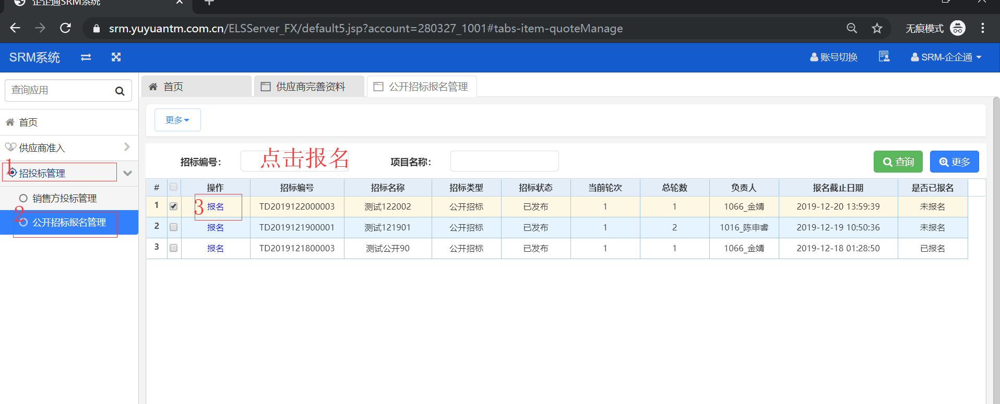 企企通SRM系统
srm.yuyuantm.com.cn/ELSServer_FX/default5.jsp?account=280327_1001#tabs-item-quoteManage
无痕模式
SRM系统
账号切换
SRM-企企通
查询应用
首页
供应商完善资料
公开招标报名管理
更多
首页
供应商准入
1
招投标管理
销售方投标管理
2
公开招标报名管理
招标编号：
点击报名
项目名称：
查询
更多
# 操作 招标编号 招标名称 招标类型 招标状态 当前轮次 总轮数 负责人 报名截止日期 是否已报名
1 3 报名 TD2019122000003 测试122002 公开招标 已发布 1 1 1066_金婧 2019-12-20 13:59:39 未报名
2 报名 TD2019121900001 测试121901 公开招标 已发布 1 2 1016_陈申睿 2019-12-19 10:50:36 未报名
3 报名 TD2019121800003 测试公开90 公开招标 已发布 1 1 1066_金婧 2019-12-18 01:28:50 已报名